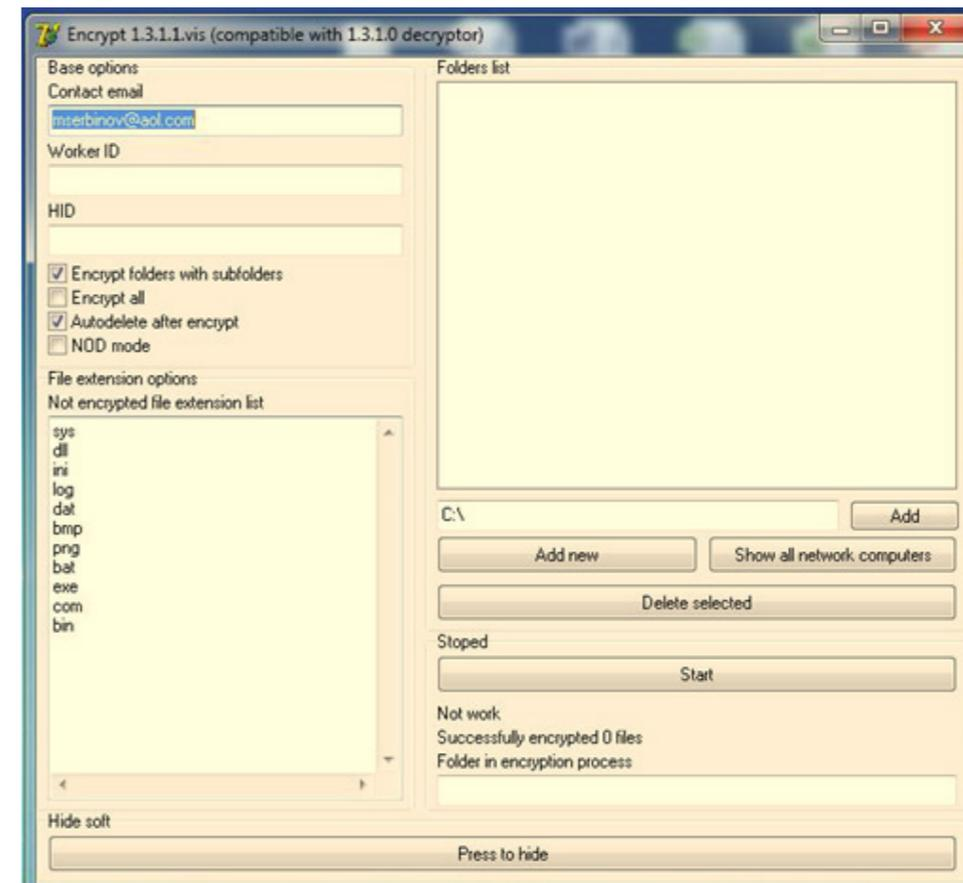 Encrypt 1.3.1.1.vis (compatible with 1.3.1.0 decryptor)
Base options
Contact email
mserbinov@aol.com
Worker ID
HID
Encrypt folders with subfolders
Encrypt all
Autodelete after encrypt
NOD mode
File extension options
Not encrypted file extension list
sys
dll
ini
log
dat
bmp
png
bat
exe
com
bin
Folders list
C:\
Add
Add new
Show all network computers
Delete selected
Stoped
Start
Not work
Successfully encrypted 0 files
Folder in encryption process
Hide soft
Press to hide